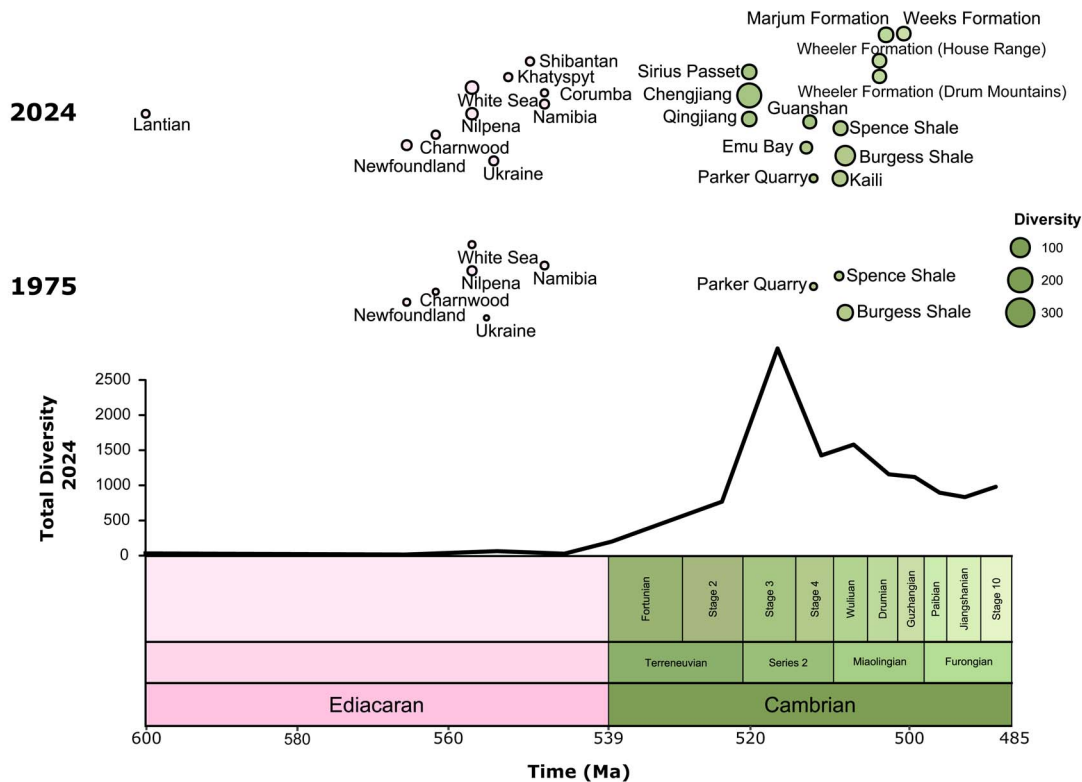 Marjum Formation
Weeks Formation
Wheeler Formation (House Range)
Shibantan
Sirius Passet
Khatyspyt
Wheeler Formation (Drum Mountains)
White Sea
Corumba
Chengjiang
2024
Guanshan
Namibia
Lantian
Nilpena
Qingjiang
Spence Shale
Charnwood
Emu Bay
Burgess Shale
Newfoundland
Ukraine
Parker Quarry
Kaili
Diversity
100
White Sea
1975
Nilpena
Namibia
Parker Quarry
Spence Shale
200
Charnwood
Newfoundland
Burgess Shale
300
Ukraine
Total Diversity
2024
2500
2000
1500
1000
500
0
Fortunian
Stage 2
Stage 3
Stage 4
Wuliuan
Drumian
Guzhangian
Paibian
Jiangshanian
Stage 10
Terreneuvian
Series 2
Miaolingian
Furongian
Ediacaran
Cambrian
600
580
560
539
520
500
485
Time (Ma)